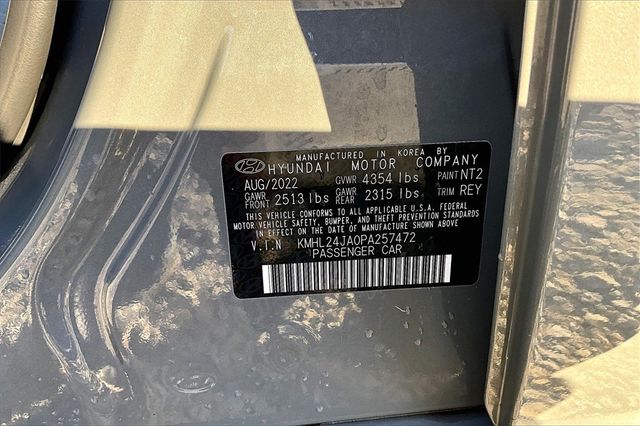 MANUFACTURED IN KOREA BY
HYUNDAI MOTOR COMPANY
AUG/2022 GVWR 4354 lbs PAINT NT2
GAWR FRONT 2513 lbs GAWR REAR 2315 lbs TRIM REY
THIS VEHICLE CONFORMS TO ALL APPLICABLE U.S.A. FEDERAL
MOTOR VEHICLE SAFETY, BUMPER, AND THEFT PREVENTION STANDARDS
IN EFFECT ON THE DATE OF MANUFACTURE SHOWN ABOVE
V.I.N KMHL24JA0PA257472
PASSENGER CAR